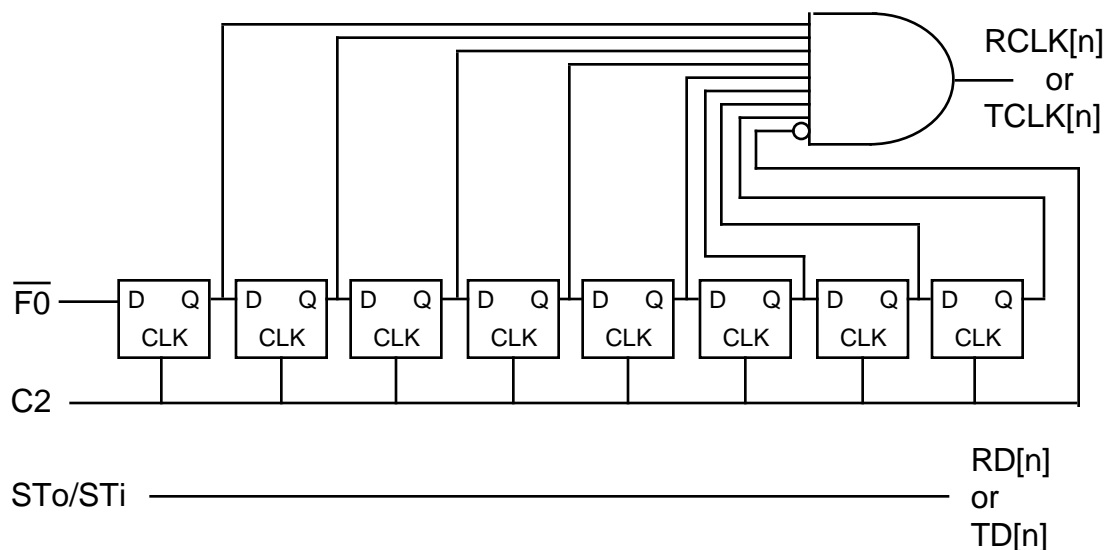 RCLK[n]
or
TCLK[n]
F0
D Q D Q D Q D Q D Q D Q D Q D Q
CLK CLK CLK CLK CLK CLK CLK CLK
C2
STo/STi
RD[n]
or
TD[n]